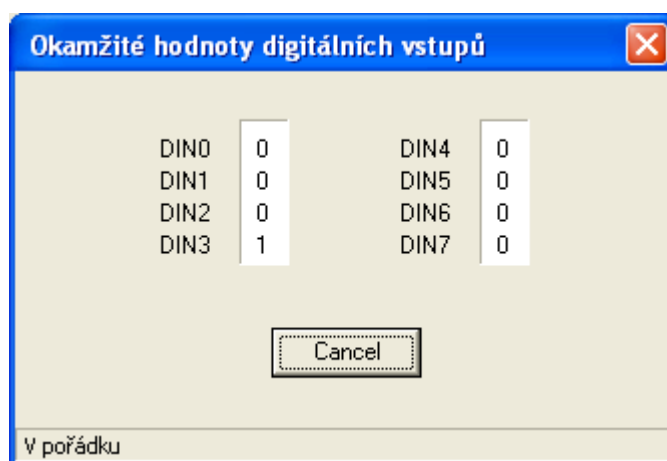 Okamžité hodnoty digitálních vstupů
DIN0 0 DIN4 0
DIN1 0 DIN5 0
DIN2 0 DIN6 0
DIN3 1 DIN7 0
Cancel
V pořádku